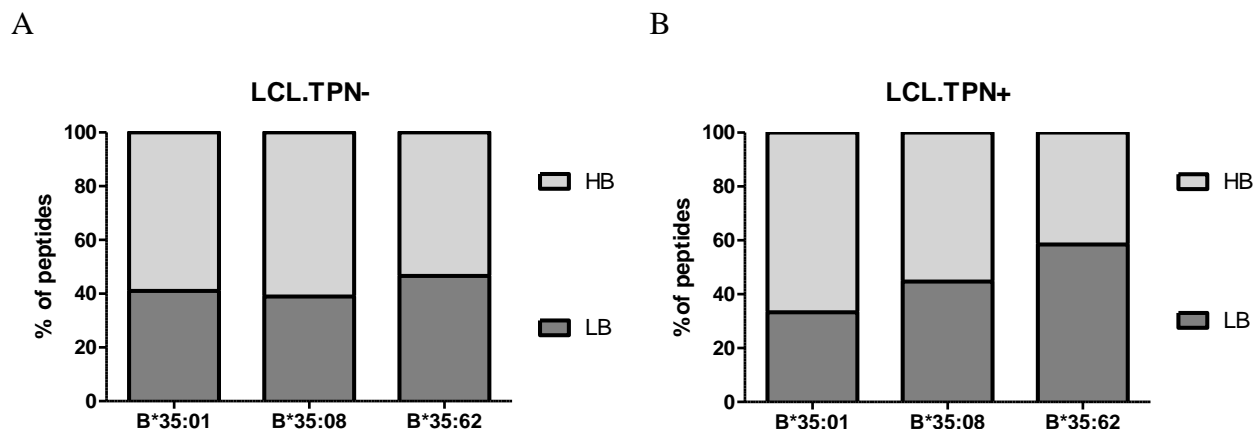 A
LCL.TPN-
% of peptides
100
80
60
40
20
0
B*35:01 B*35:08 B*35:62
HB
LB
B
LCL.TPN+
% of peptides
100
80
60
40
20
0
B*35:01 B*35:08 B*35:62
HB
LB